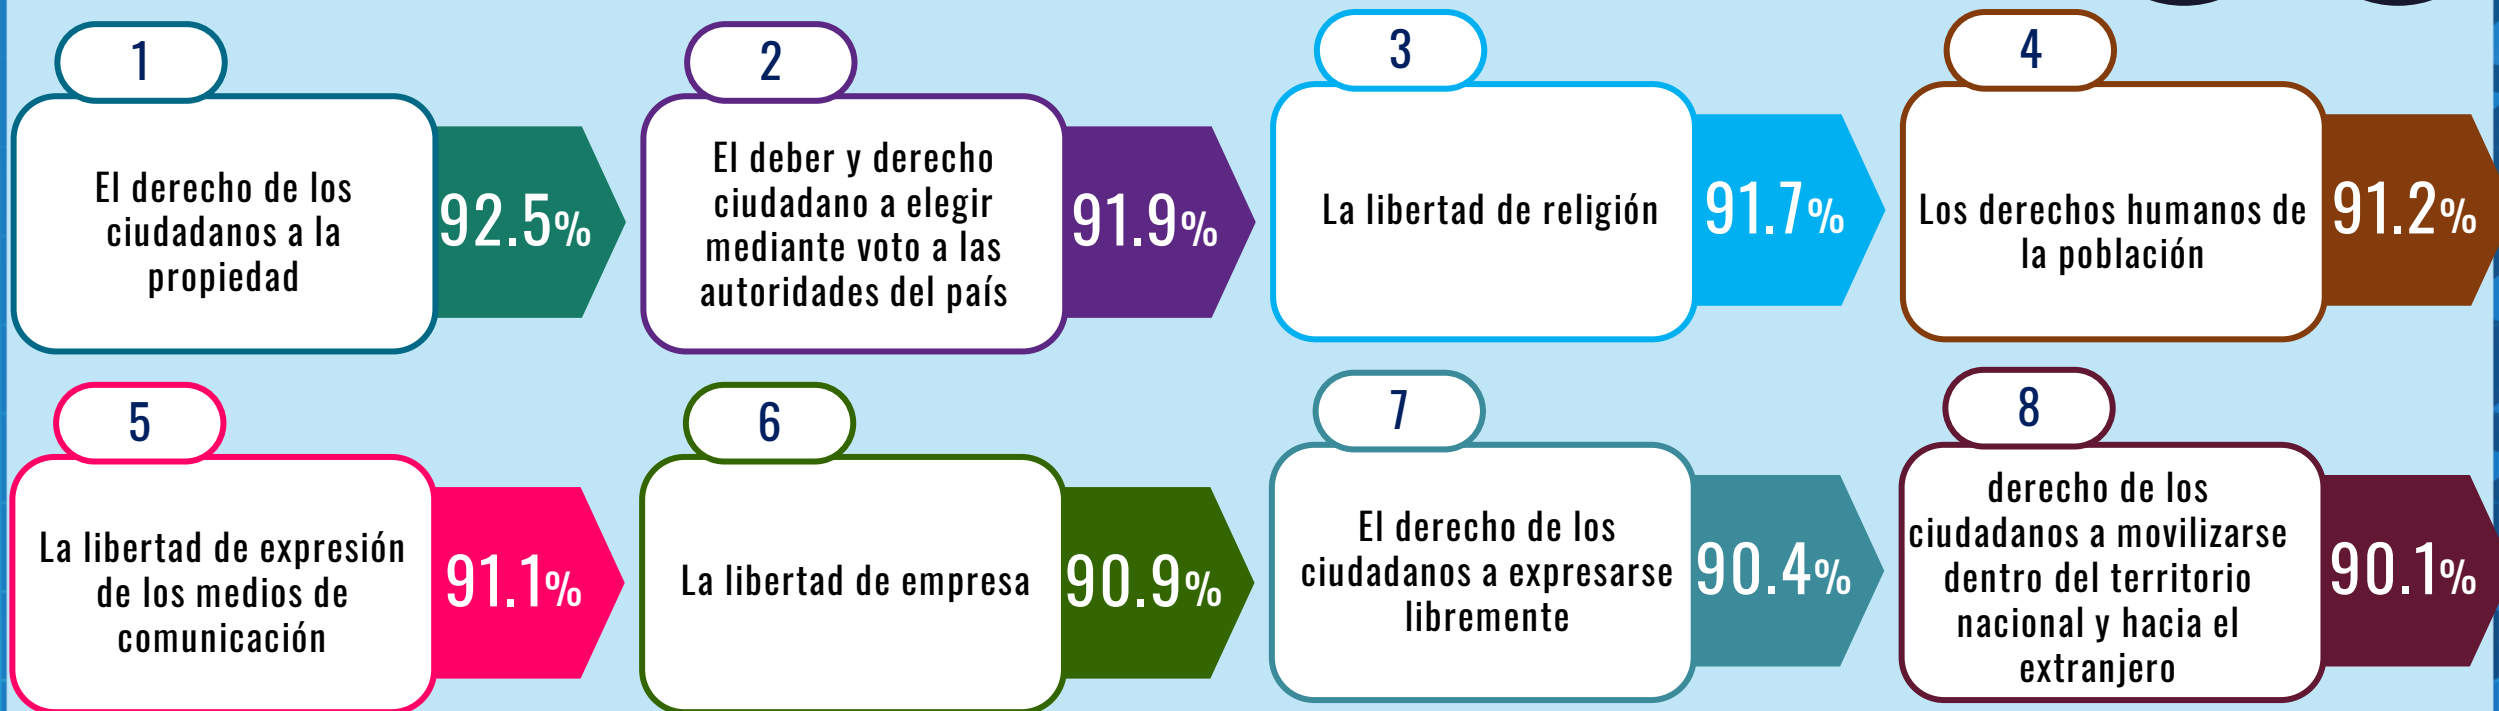 1
El derecho de los
ciudadanos a la
propiedad
92.5%
2
El deber y derecho
ciudadano a elegir
mediante voto a las
autoridades del país
91.9%
3
La libertad de religión
91.7%
4
Los derechos humanos de
la población
91.2%
5
La libertad de expresión
de los medios de
comunicación
91.1%
6
La libertad de empresa
90.9%
7
El derecho de los
ciudadanos a expresarse
libremente
90.4%
8
derecho de los
ciudadanos a movilizarse
dentro del territorio
nacional y hacia el
extranjero
90.1%